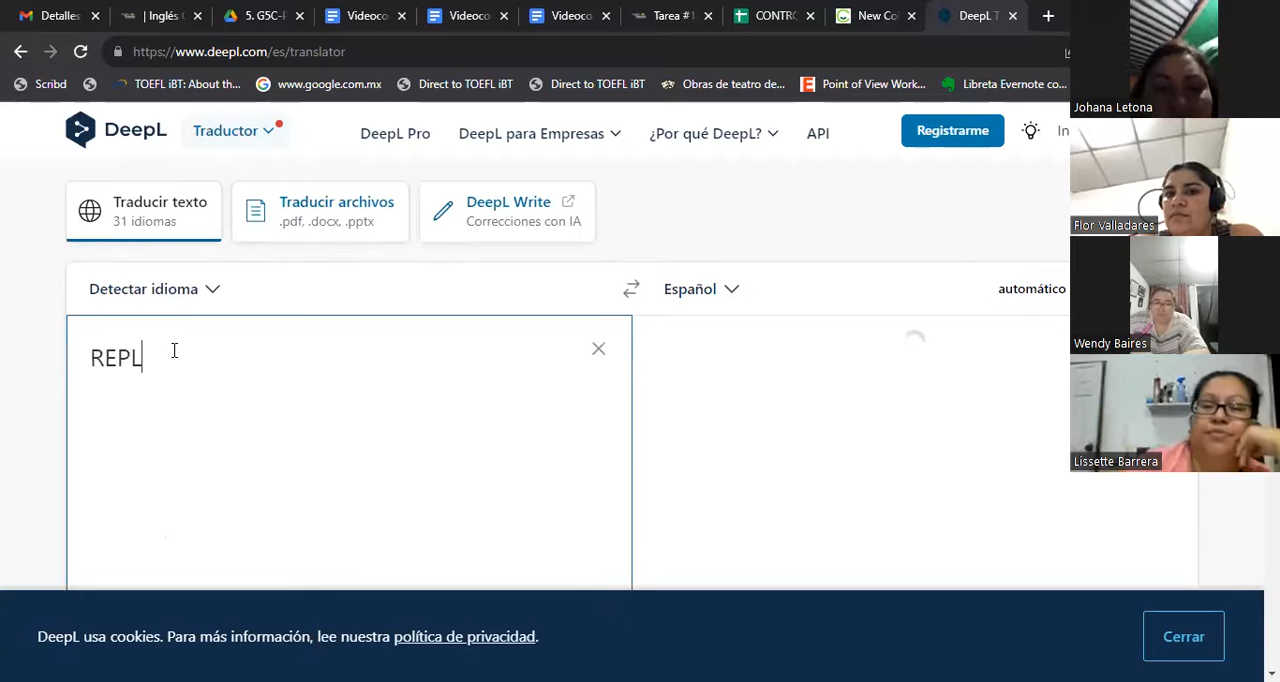 Detalles
| Inglés
5. G5C-F
Videoco
Videoco
Videoco
Tarea #1
CONTRO
New Co
DeepL T
https://www.deepl.com/es/translator
Scribd
TOEFL iBT: About th...
www.google.com.mx
Direct to TOEFL iBT
Direct to TOEFL iBT
Obras de teatro de...
Point of View Work...
Libreta Evernote co...
DeepL
Traductor
DeepL Pro
DeepL para Empresas
¿Por qué DeepL?
API
Registrarme
In
Traducir texto
31 idiomas
Traducir archivos
.pdf, .docx, .pptx
DeepL Write
Correcciones con IA
Detectar idioma
Español
automático
REPL
DeepL usa cookies. Para más información, lee nuestra política de privacidad.
Cerrar
Johana Letona
Flor Valladares
Wendy Baires
Lissette Barrera